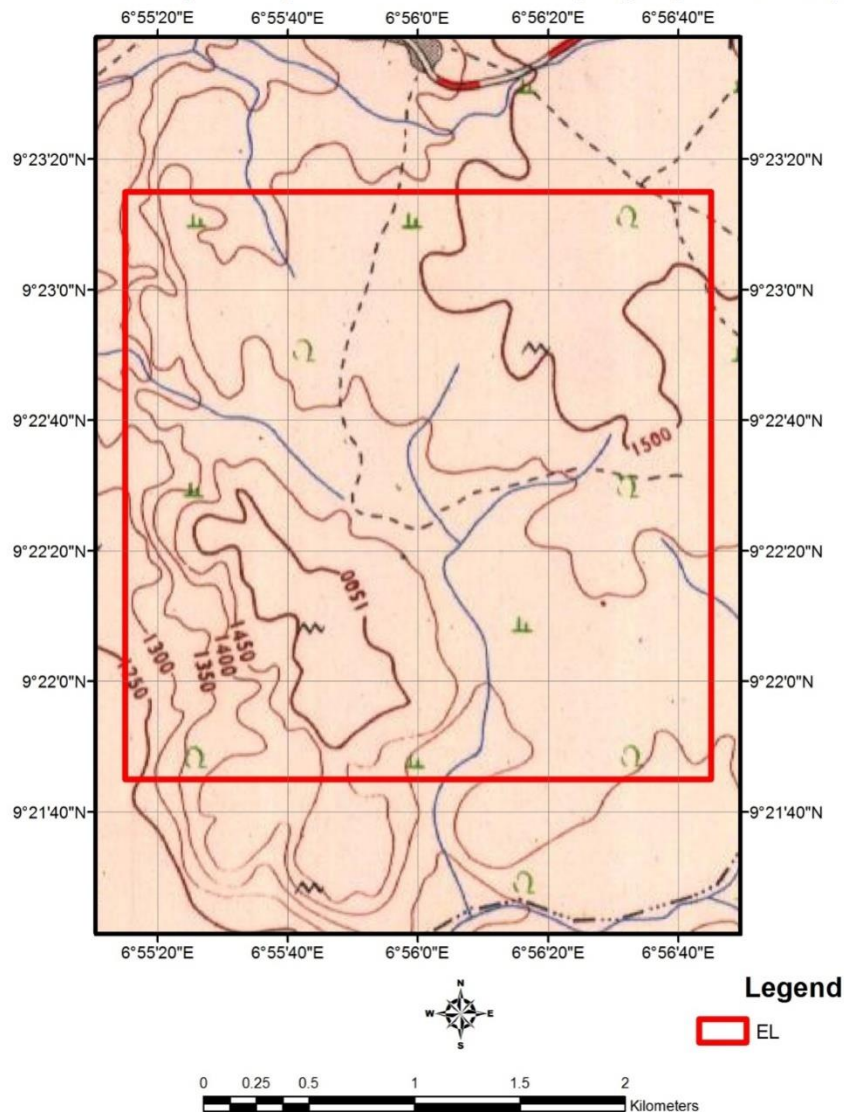 6°55'20"E 6°55'40"E 6°56'0"E 6°56'20"E 6°56'40"E
9°23'20"N 9°23'20"N
9°23'0"N 9°23'0"N
9°22'40"N 9°22'40"N
1500
9°22'20"N 9°22'20"N
1500
1450
1400
1350
1300
1250
9°22'0"N 9°22'0"N
9°21'40"N 9°21'40"N
6°55'20"E 6°55'40"E 6°56'0"E 6°56'20"E 6°56'40"E
N
W E
S
Legend
EL
0 0.25 0.5 1 1.5 2
Kilometers